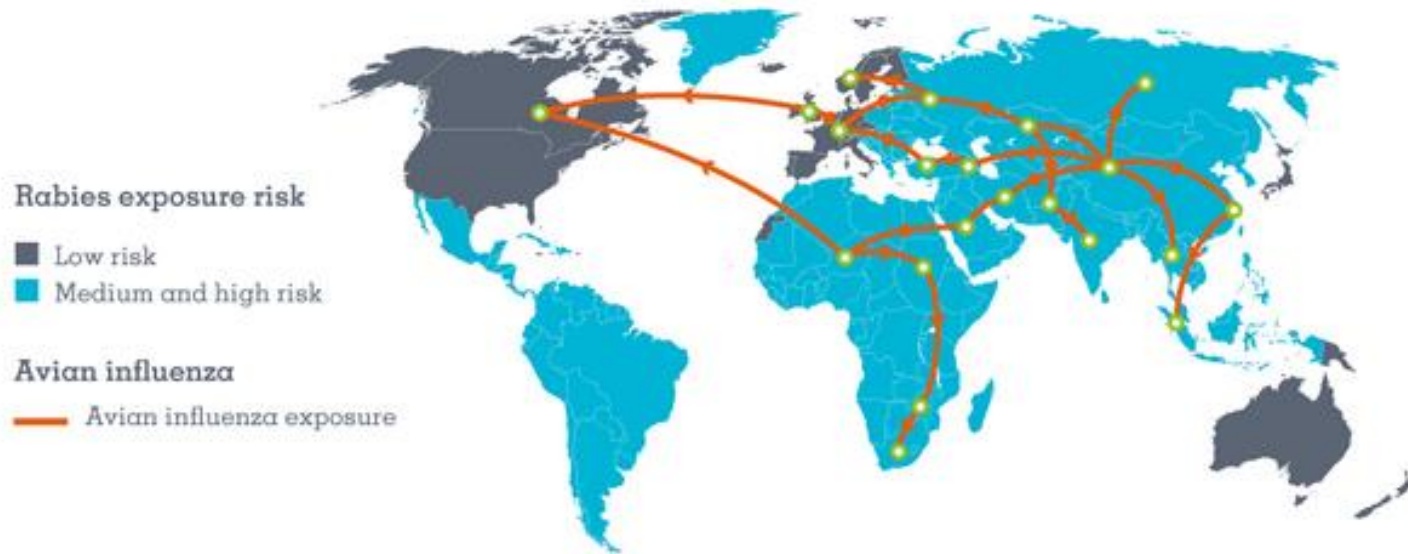 Rabies exposure risk
Low risk
Medium and high risk
Avian influenza
Avian influenza exposure